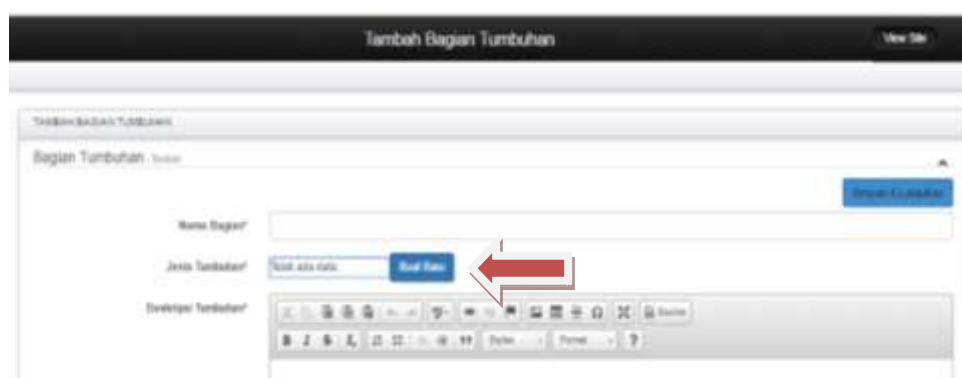 Tambah Bagian Tumbuhan
View Site
TAMBAH BAGIAN TUMBUHAN
Bagian Tumbuhan
Nama Bagian*
Jenis Tumbuhan*
tidak ada data
Buat Baru
Deskripsi Tumbuhan*
Source
B I S
Styles
Format
?